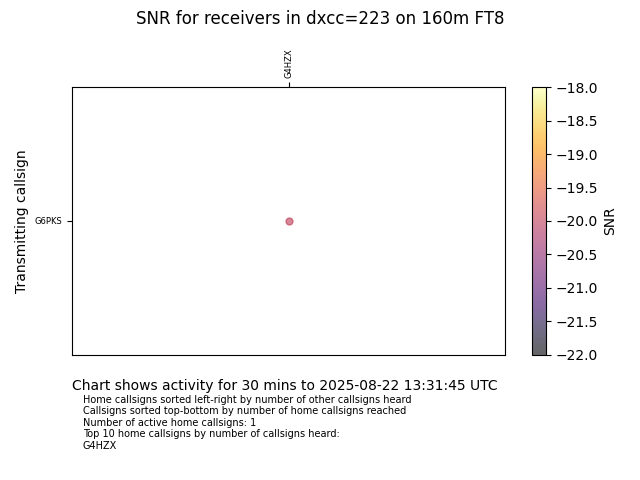 SNR for receivers in dxcc=223 on 160m FT8
G4HZX
Transmitting callsign
G6PKS
−18.0
−18.5
−19.0
−19.5
−20.0
−20.5
−21.0
−21.5
−22.0
SNR
Chart shows activity for 30 mins to 2025-08-22 13:31:45 UTC
Home callsigns sorted left-right by number of other callsigns heard
Callsigns sorted top-bottom by number of home callsigns reached
Number of active home callsigns: 1
Top 10 home callsigns by number of callsigns heard:
G4HZX